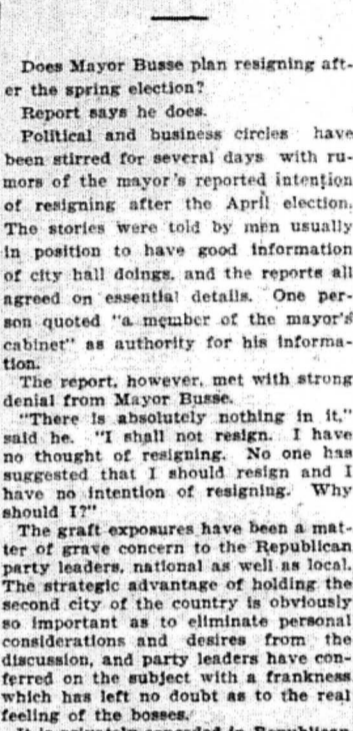 Does Mayor Busse plan resigning aft-
er the spring election?
Report says he does.
Political and business circles have
been stirred for several days with ru-
mors of the mayor's reported intention
of resigning after the April election.
The stories were told by men usually
in position to have good information
of city hall doings, and the reports all
agreed on essential details. One per-
son quoted "a member of the mayor's
cabinet" as authority for his informa-
tion.
The report, however, met with strong
denial from Mayor Busse.
"There is absolutely nothing in it,"
said he. "I shall not resign. I have
no thought of resigning. No one has
suggested that I should resign and I
have no intention of resigning. Why
should I?"
The graft exposures have been a mat-
ter of grave concern to the Republican
party leaders, national as well as local.
The strategic advantage of holding the
second city of the country is obviously
so important as to eliminate personal
considerations and desires from the
discussion, and party leaders have con-
ferred on the subject with a frankness
which has left no doubt as to the real
feeling of the bosses.